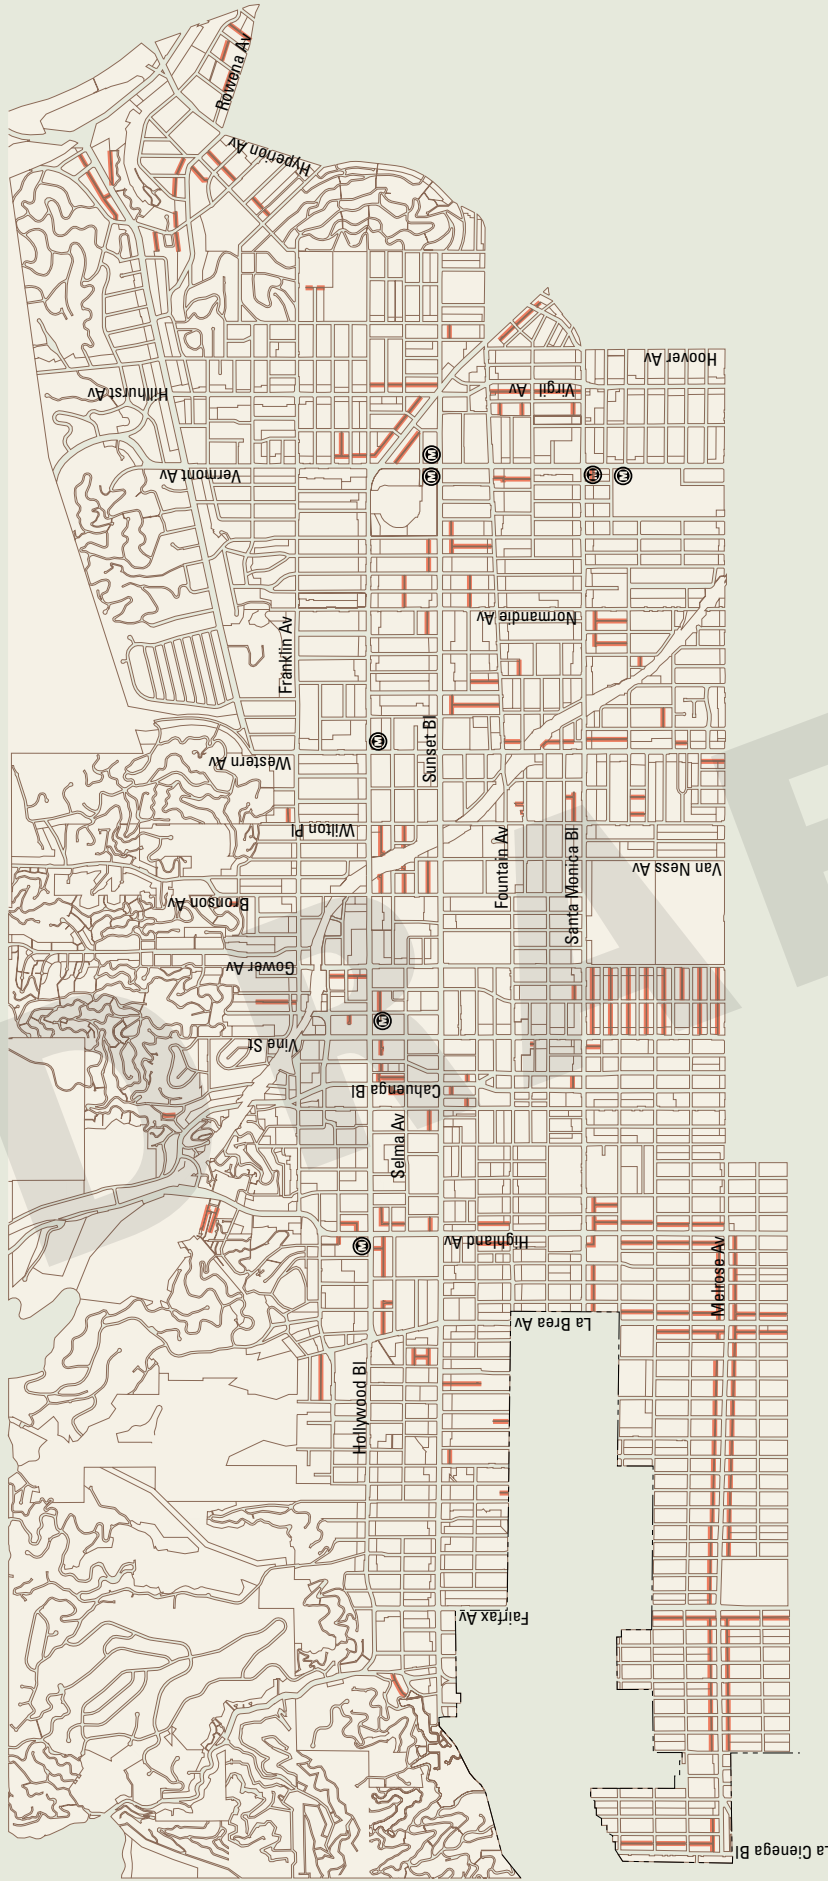 Rowena Av
Hyperion Av
Hoover Av
Hillhurst Av
Virgil Av
Vermont Av
M
M
M
M
Normandie Av
Franklin Av
M
Sunset Bl
Western Av
Wilton Pl
Fountain Av
Santa Monica Bl
Van Ness Av
Bronson Av
Gower Av
M
Vine St
Cahuenga Bl
Selma Av
DRAF
Highland Av
M
Melrose Av
La Brea Av
Hollywood Bl
Fairfax Av
La Cienega Bl